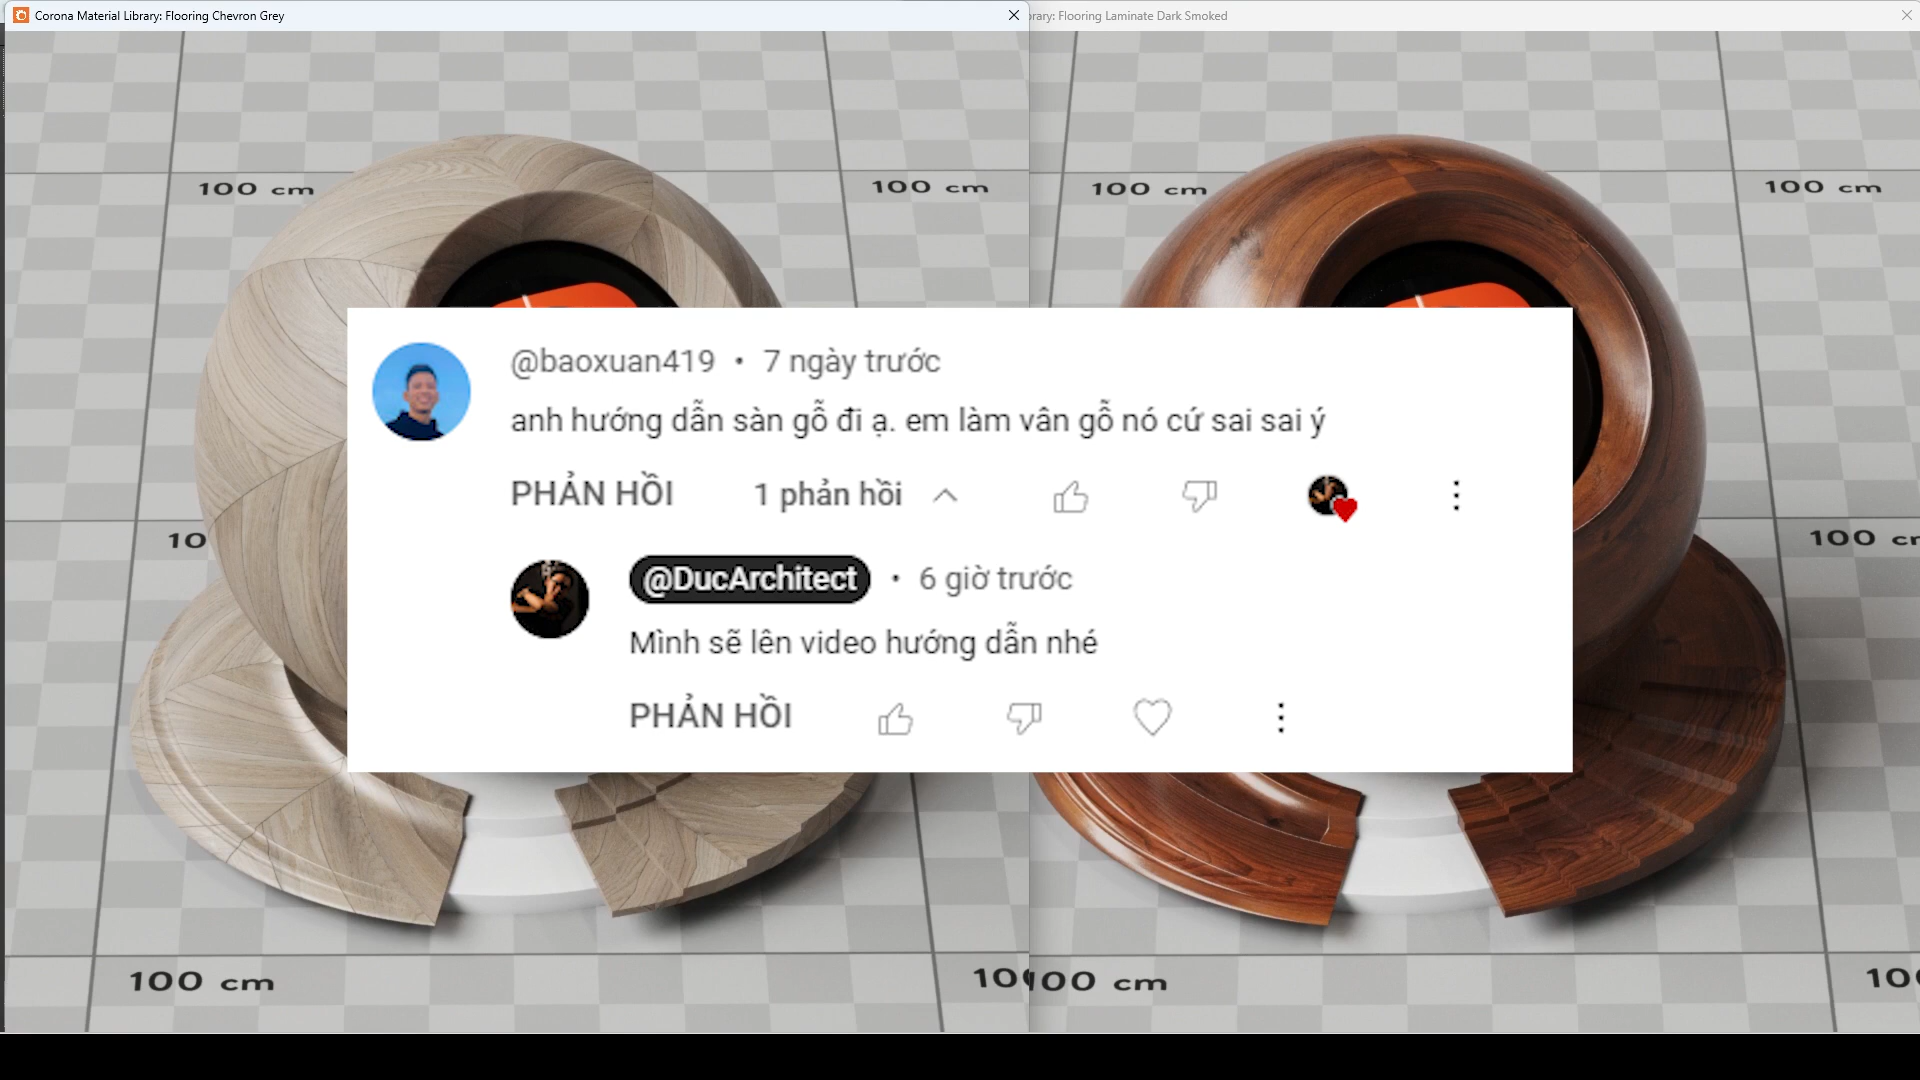 Corona Material Library: Flooring Chevron Grey
rary: Flooring Laminate Dark Smoked
100 cm
100 cm
100 cm
100 cm
@baoxuan419 • 7 ngày trước
anh hướng dẫn sàn gỗ đi ạ. em làm vân gỗ nó cứ sai sai ý
PHẢN HỒI 1 phản hồi
10
100 cr
@DucArchitect • 6 giờ trước
Mình sẽ lên video hướng dẫn nhé
PHẢN HỒI
100 cm
10
100 cm
10